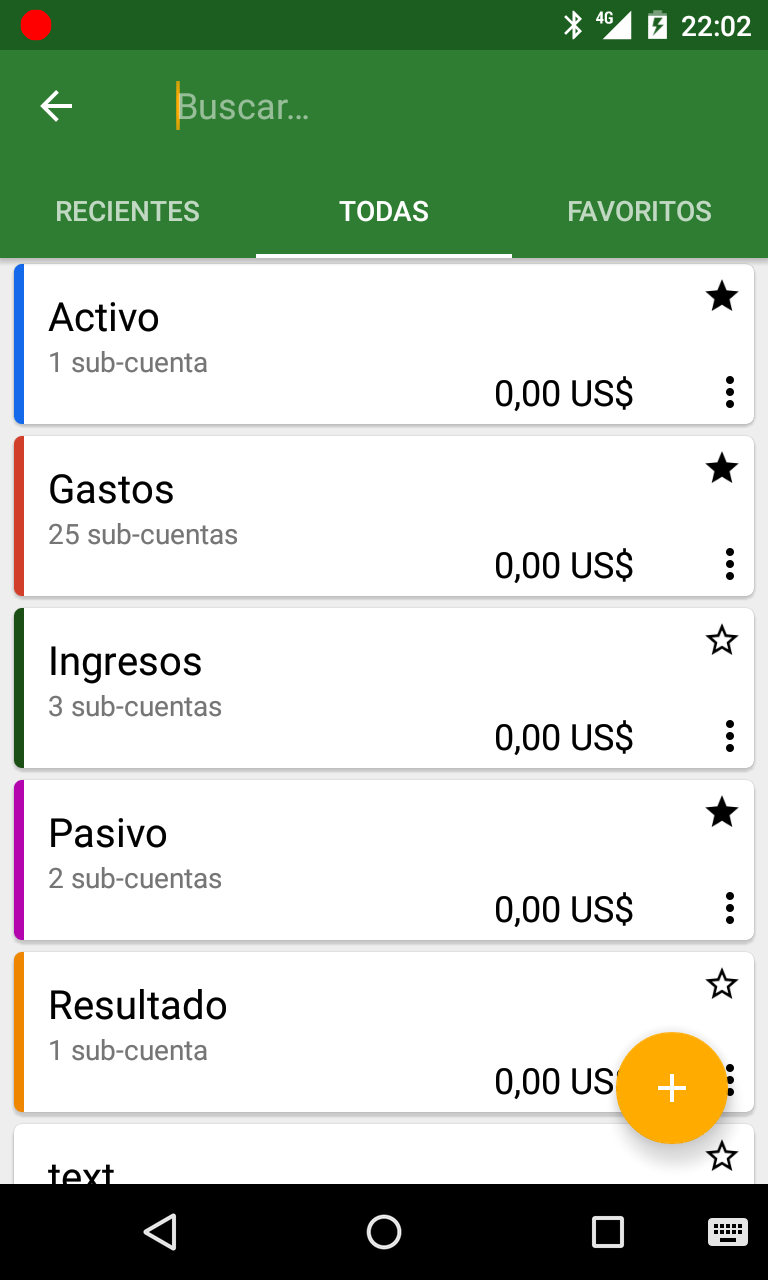 4G 22:02
Buscar...
RECIENTES TODAS FAVORITOS
Activo
1 sub-cuenta
0,00 US$
Gastos
25 sub-cuentas
0,00 US$
Ingresos
3 sub-cuentas
0,00 US$
Pasivo
2 sub-cuentas
0,00 US$
Resultado
1 sub-cuenta
0,00 US
text